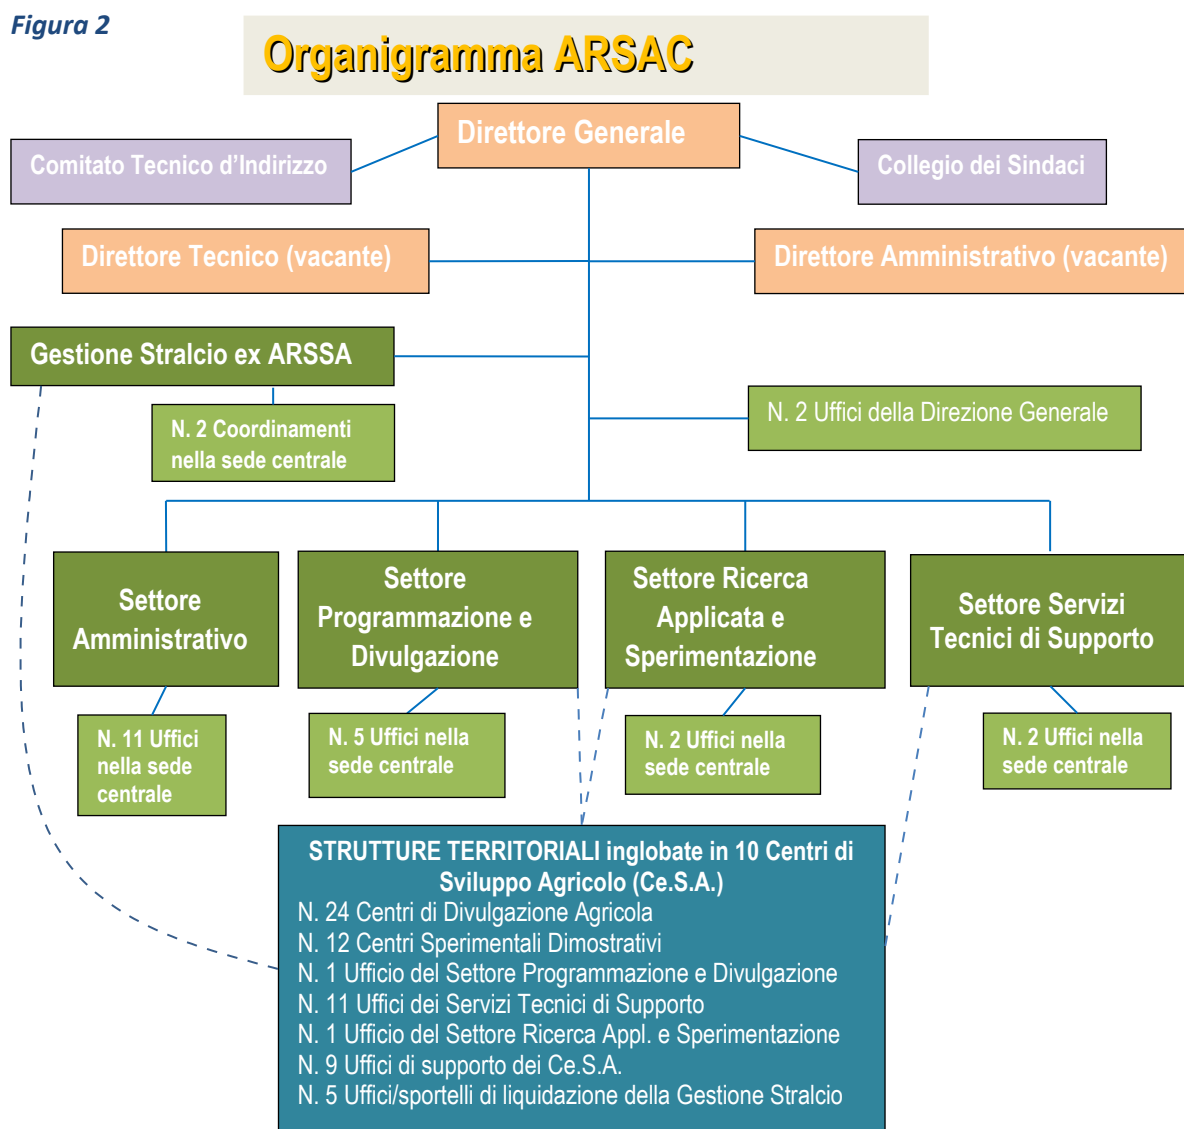 Figura 2
Organigramma ARSAC
Direttore Generale
Comitato Tecnico d'Indirizzo
Collegio dei Sindaci
Direttore Tecnico (vacante)
Direttore Amministrativo (vacante)
Gestione Stralcio ex ARSSA
N. 2 Uffici della Direzione Generale
N. 2 Coordinamenti
nella sede centrale
Settore
Amministrativo
Settore
Programmazione e
Divulgazione
Settore Ricerca
Applicata e
Sperimentazione
Settore Servizi
Tecnici di Supporto
N. 11 Uffici
nella sede
centrale
N. 5 Uffici nella
sede centrale
N. 2 Uffici nella
sede centrale
N. 2 Uffici nella
sede centrale
STRUTTURE TERRITORIALI inglobate in 10 Centri di
Sviluppo Agricolo (Ce.S.A.)
N. 24 Centri di Divulgazione Agricola
N. 12 Centri Sperimentali Dimostrativi
N. 1 Ufficio del Settore Programmazione e Divulgazione
N. 11 Uffici dei Servizi Tecnici di Supporto
N. 1 Ufficio del Settore Ricerca Appl. e Sperimentazione
N. 9 Uffici di supporto dei Ce.S.A.
N. 5 Uffici/sportelli di liquidazione della Gestione Stralcio